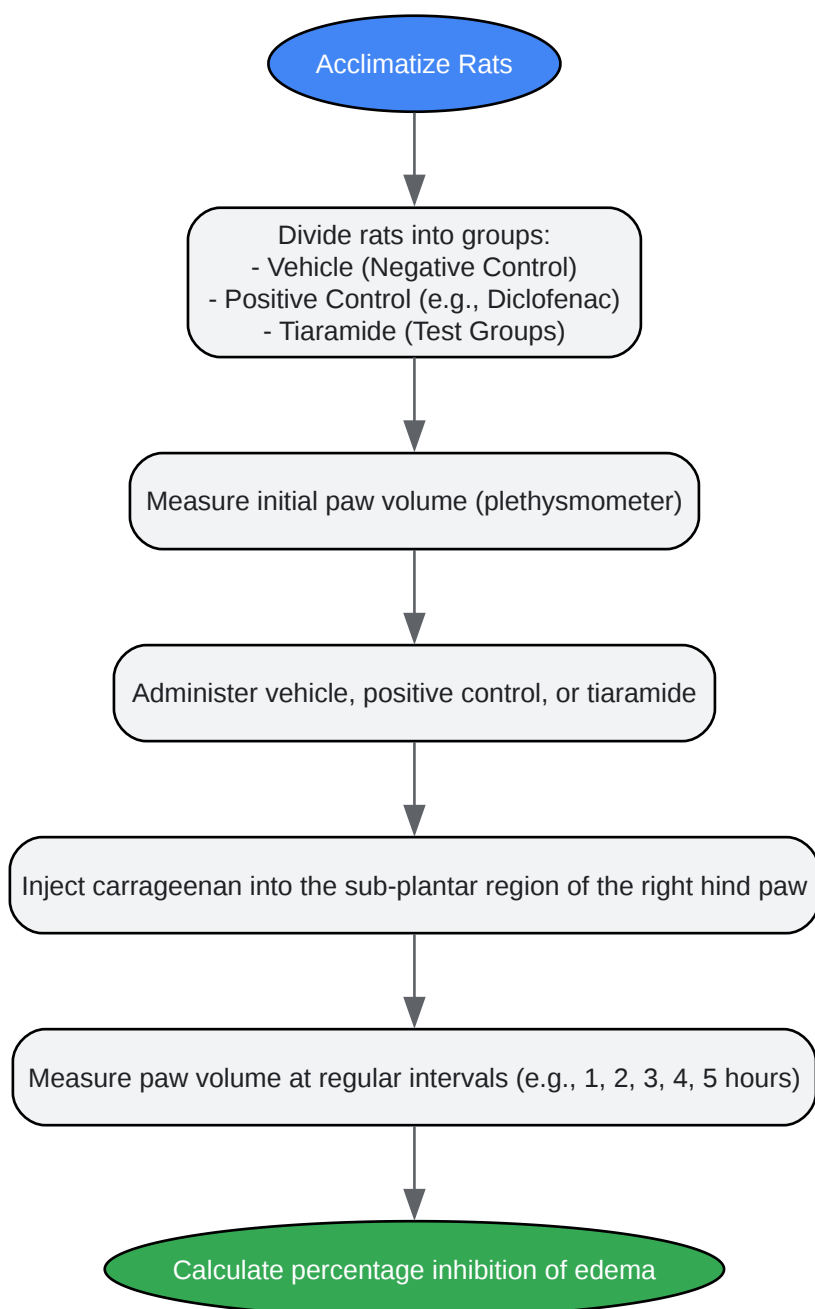 Acclimatize Rats
Divide rats into groups:
- Vehicle (Negative Control)
- Positive Control (e.g., Diclofenac)
- Tiaramide (Test Groups)
Measure initial paw volume (plethysmometer)
Administer vehicle, positive control, or tiaramide
Inject carrageenan into the sub-plantar region of the right hind paw
Measure paw volume at regular intervals (e.g., 1, 2, 3, 4, 5 hours)
Calculate percentage inhibition of edema